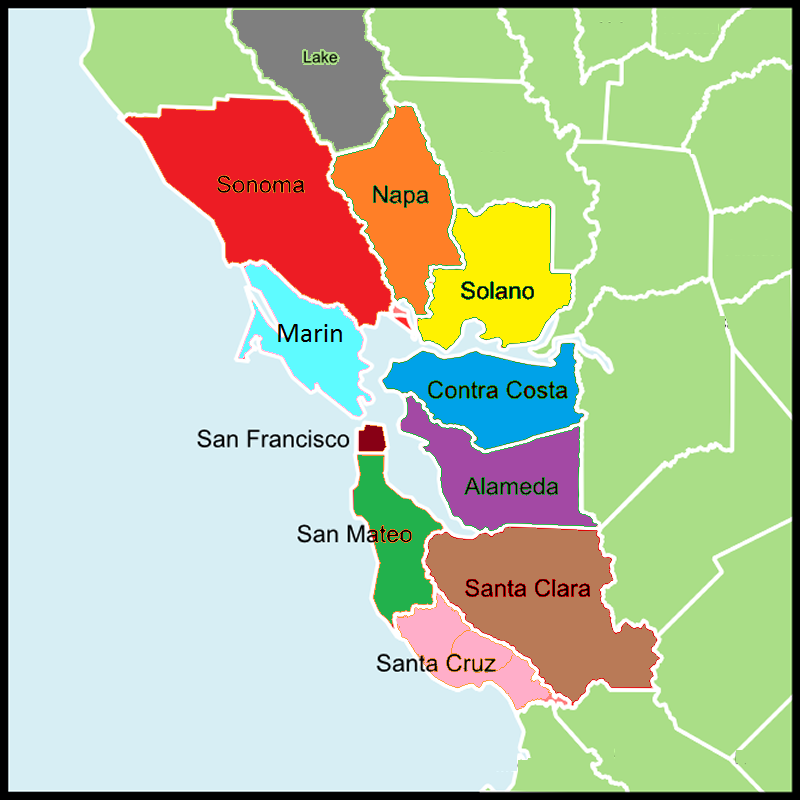 Lake
Sonoma
Napa
Solano
Marin
Contra Costa
San Francisco
Alameda
San Mateo
Santa Clara
Santa Cruz